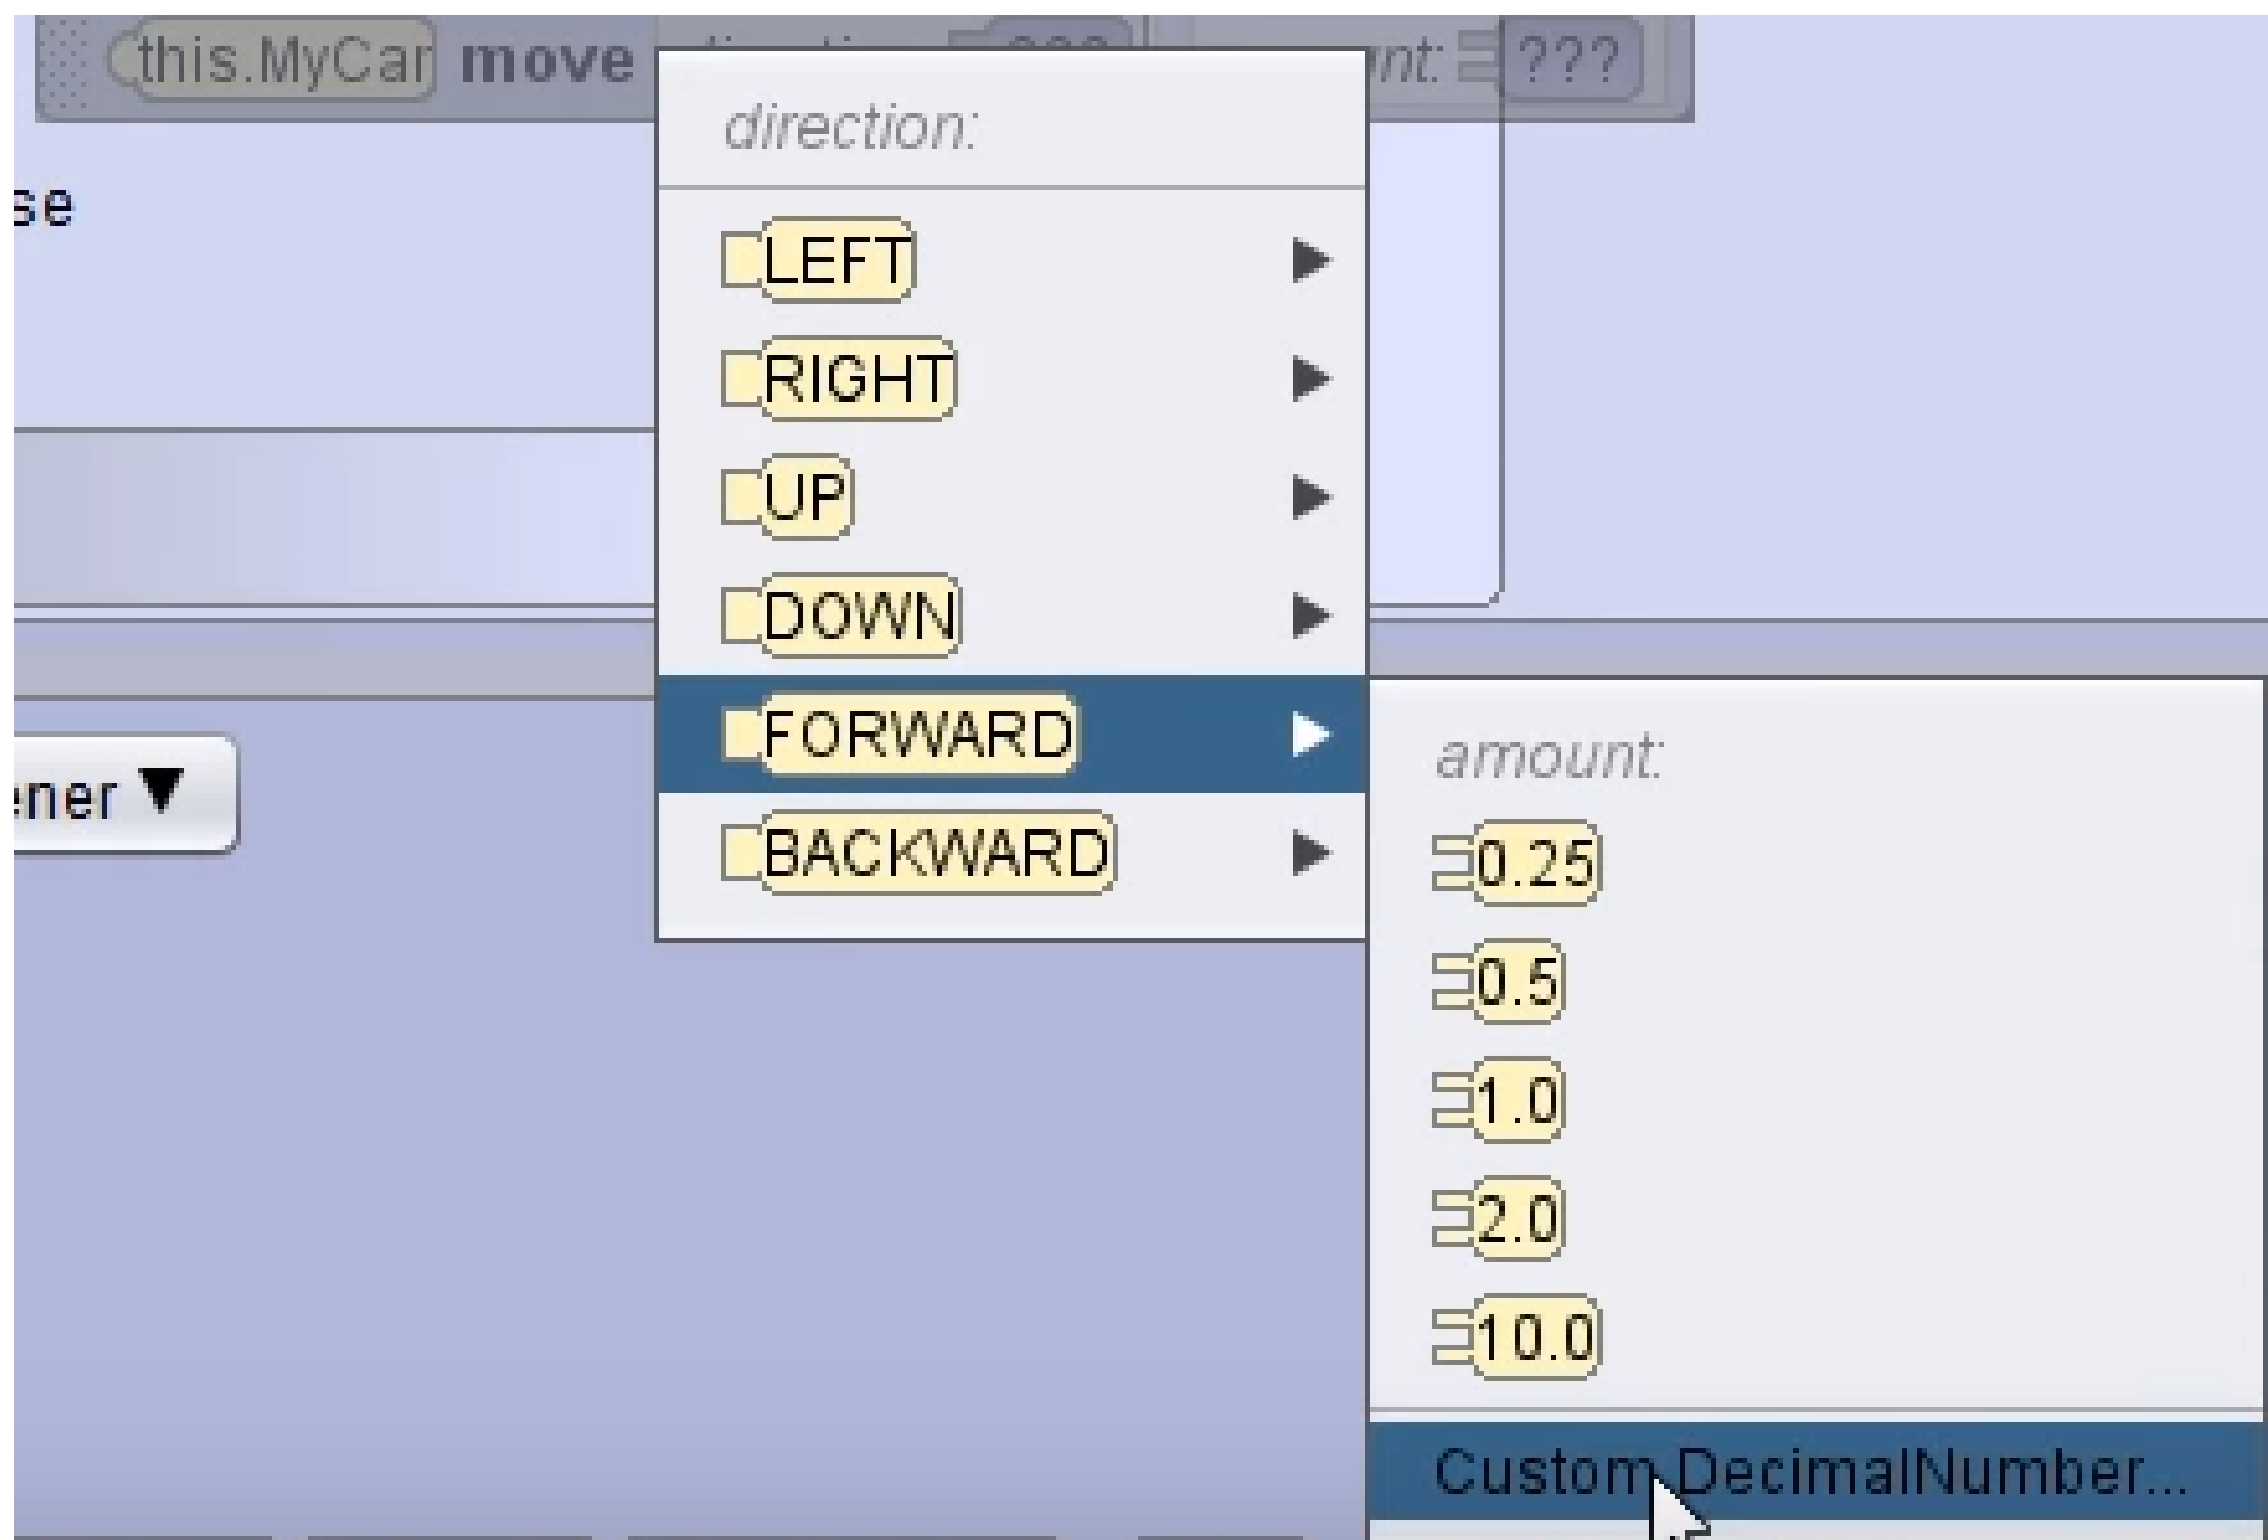 this.MyCar move nt: ???
direction:
se
LEFT
RIGHT
UP
DOWN
FORWARD
BACKWARD
ener
amount:
0.25
0.5
1.0
2.0
10.0
Custom DecimalNumber...